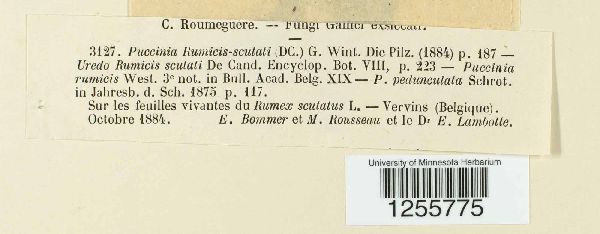 C. Roumeguere. — Fungi Gallici exsiccati.
3127. Puccinia Rumicis-scutati (DC.) G. Wint. Die Pilz. (1884) p. 187 —
Uredo Rumicis scutati De Cand. Encyclop. Bot. VIII, p. 223 — Puccinia
rumicis West. 3e not. in Bull. Acad. Belg. XIX — P. pedunculata Schrot.
in Jahresb. d. Sch. 1875 p. 117.
Sur les feuilles vivantes du Rumex scutatus L. — Vervins (Belgique).
Octobre 1884. E. Bommer et M. Rousseau et le Dr E. Lambotte.
University of Minnesota Herbarium
1255775